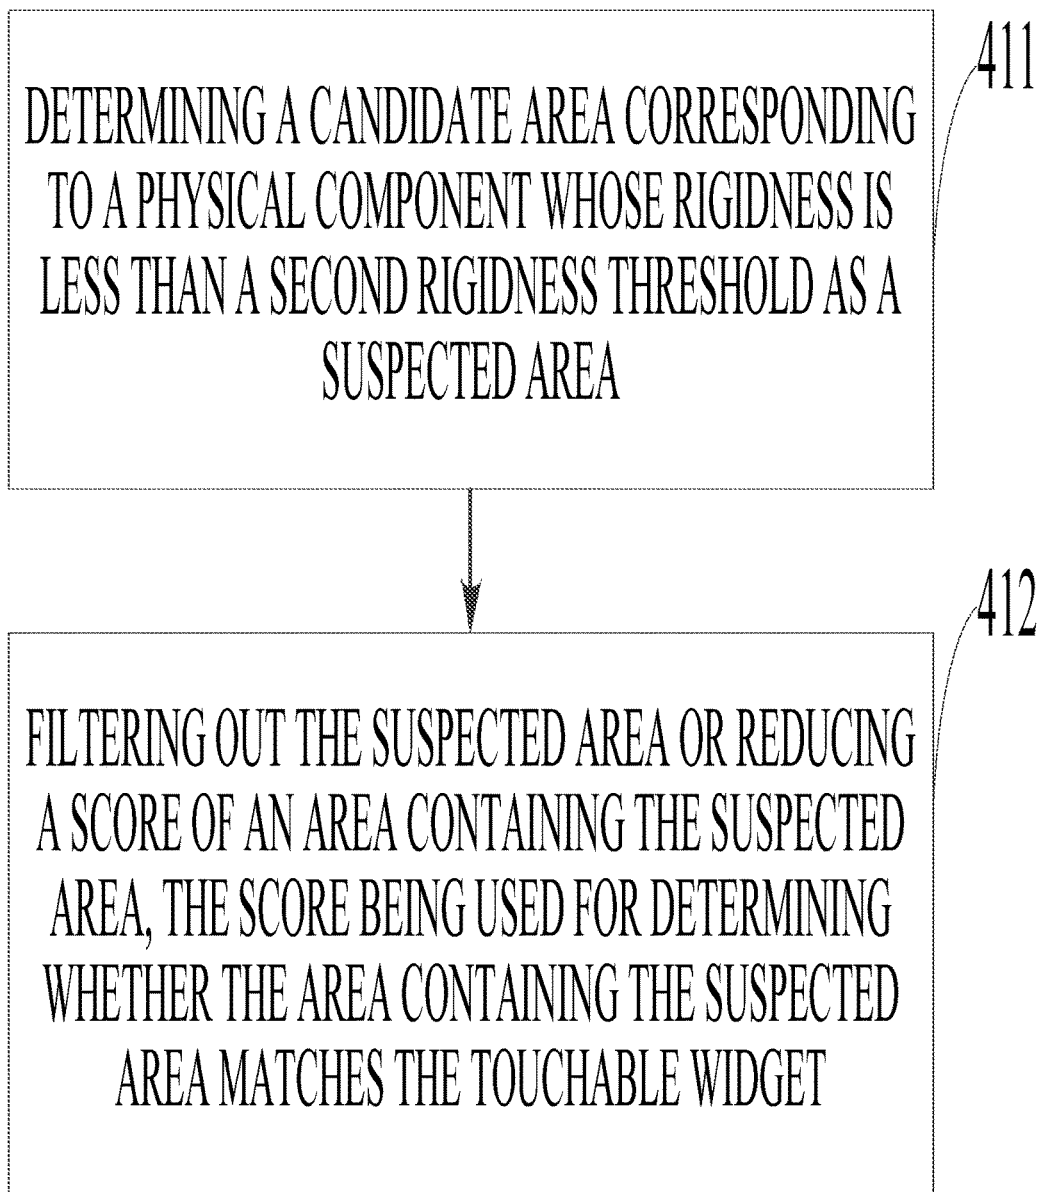 411
DETERMINING A CANDIDATE AREA CORRESPONDING
TO A PHYSICAL COMPONENT WHOSE RIGIDNESS IS
LESS THAN A SECOND RIGIDNESS THRESHOLD AS A
SUSPECTED AREA
412
FILTERING OUT THE SUSPECTED AREA OR REDUCING
A SCORE OF AN AREA CONTAINING THE SUSPECTED
AREA, THE SCORE BEING USED FOR DETERMINING
WHETHER THE AREA CONTAINING THE SUSPECTED
AREA MATCHES THE TOUCHABLE WIDGET